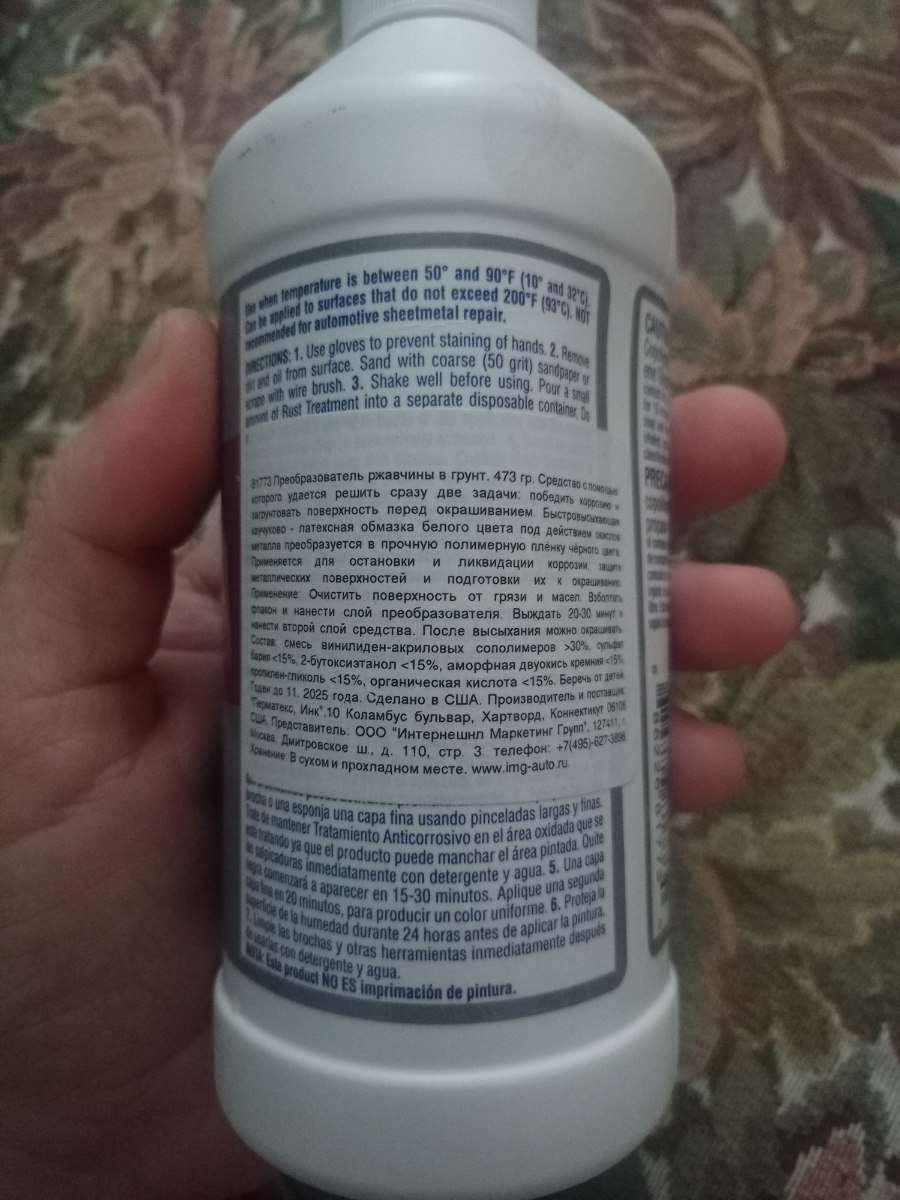 Use when temperature is between 50° and 90°F (10° and 32°C).
Can be applied to surfaces that do not exceed 200°F (93°C). NOT
recommended for automotive sheetmetal repair.
DIRECTIONS: 1. Use gloves to prevent staining of hands. 2. Remove
dirt and oil from surface. Sand with coarse (50 grit) sandpaper or
scrape with wire brush. 3. Shake well before using. Pour a small
amount of Rust Treatment into a separate disposable container. Do
81773 Преобразователь ржавчины в грунт. 473 гр. Средство с помощью
которого удается решить сразу две задачи: победить коррозию и
загрунтовать поверхность перед окрашиванием. Быстровысыхающая
каучуково - латексная обмазка белого цвета под действием окислов
металла преобразуется в прочную полимерную плёнку чёрного цвета.
Применяется для остановки и ликвидации коррозии, защите
металлических поверхностей и подготовки их к окрашиванию.
Применение: Очистить поверхность от грязи и масел. Взболтать
флакон и нанести слой преобразователя. Выждать 20-30 минут и
нанести второй слой средства. После высыхания можно окрашивать.
Состав: смесь винилиден-акриловых сополимеров >30%, сульфат
бария <15%, 2-бутоксиэтанол <15%, аморфная двуокись кремния <15%,
пропилен-гликоль <15%, органическая кислота <15%. Беречь от детей.
Годен до 11. 2025 года. Сделано в США. Производитель и поставщик:
"Перматекс, Инк",10 Коламбус бульвар, Хартворд, Коннектикут 06106
США. Представитель: ООО "Интернешнл Маркетинг Групп", 127411, г.
Москва, Дмитровское ш., д. 110, стр. 3. телефон: +7(495)-627-3898.
Хранение: В сухом и прохладном месте. www.img-auto.ru.
brocha o una esponja una capa fina usando pinceladas largas y finas.
Trate de mantener Tratamiento Anticorrosivo en el área oxidada que se
está tratando ya que el producto puede manchar el área pintada. Quite
las salpicaduras inmediatamente con detergente y agua. 5. Una capa
negra comenzará a aparecer en 15-30 minutos. Aplique una segunda
capa fina en 20 minutos, para producir un color uniforme. 6. Proteja la
superficie de la humedad durante 24 horas antes de aplicar la pintura.
7. Limpie las brochas y otras herramientas inmediatamente después
de usarlas con detergente y agua.
NOTA: Este product NO ES imprimación de pintura.